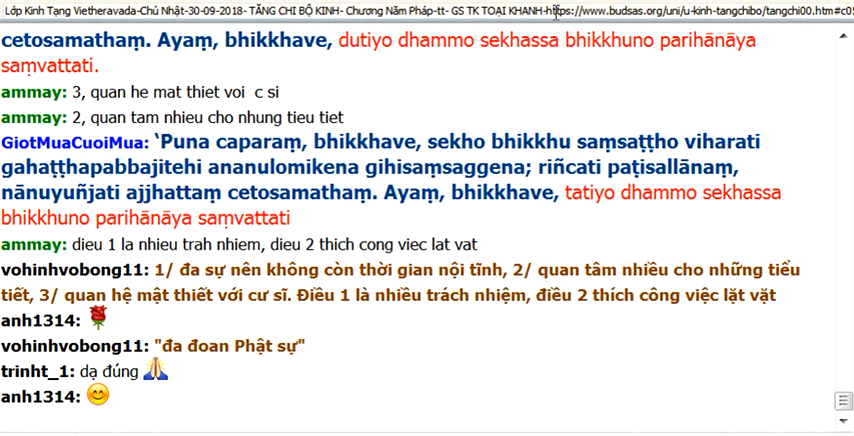 Lớp Kinh Tạng Vietheravada-Chủ Nhật-30-09-2018- TĂNG CHI BỘ KINH- Chương Năm Pháp-tt- GS TK TOẠI KHANH-https://www.budsas.org/uni/u-kinh-tangchibo/tangchi00.htm#c05
cetosamathaṃ. Ayaṃ, bhikkhave, dutiyo dhammo sekhassa bhikkhuno parihānāya
saṃvattati.
ammay: 3, quan he mat thiet voi c si
ammay: 2, quan tam nhieu cho nhung tieu tiet
GiotMuaCuoiMua: ‘Puna caparaṃ, bhikkhave, sekho bhikkhu saṃsaṭṭho viharati
gahaṭṭhapabbajitehi ananulomikena gihisaṃsaggena; riñcati paṭisallānaṃ,
nānuyuñjati ajjhattaṃ cetosamathaṃ. Ayaṃ, bhikkhave, tatiyo dhammo sekhassa
bhikkhuno parihānāya saṃvattati
ammay: dieu 1 la nhieu trah nhiem, dieu 2 thich cong viec lat vat
vohinhvobong11: 1/ đa sự nên không còn thời gian nội tĩnh, 2/ quan tâm nhiều cho những tiểu
tiết, 3/ quan hệ mật thiết với cư sĩ. Điều 1 là nhiều trách nhiệm, điều 2 thích công việc lặt vặt
anh1314:
vohinhvobong11: "đa đoan Phật sự"
trinht_1: dạ đúng
anh1314: